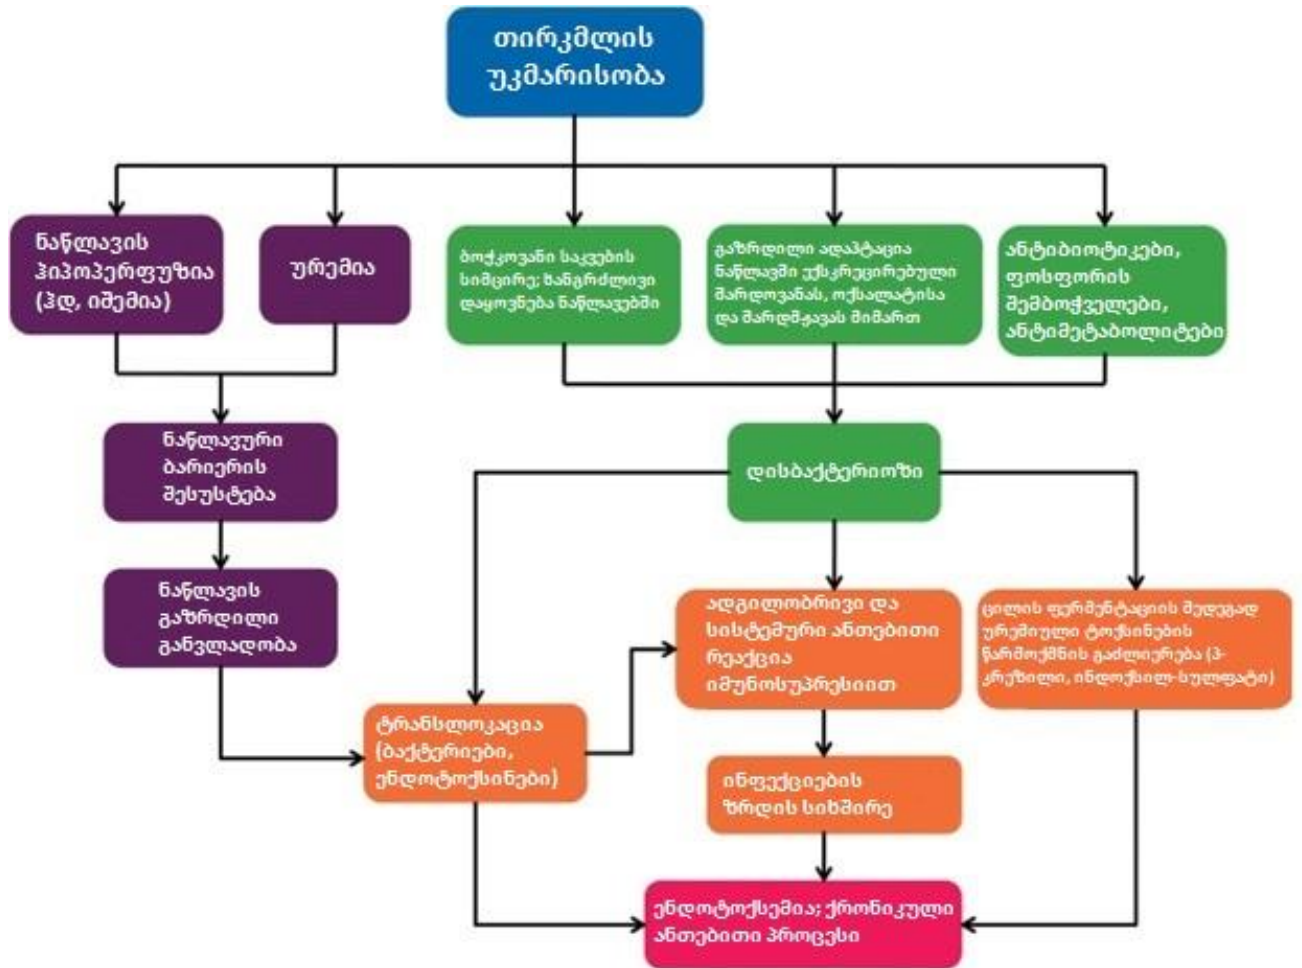 თირკმლის
უკმარისობა
ნაწლავის
ჰიპოპერფუზია
(ჰდ, იშემია)
ურემია
ბოჭკოვანი საკვების
სიმცირე; ხანგრძლივი
დაყოვნება ნაწლავებში
გაზრდილი ადაპტაცია
ნაწლავში ექსკრეცირებული
შარდოვანას, ოქსალატისა
და შარდმჟავას მიმართ
ანტიბიოტიკები,
ფოსფორის
შემბოჭველები,
ანტიმეტაბოლიტები
ნაწლავური
ბარიერის
შესუსტება
დისბაქტერიოზი
ნაწლავის
გაზრდილი
განვლადობა
ადგილობრივი და
სისტემური ანთებითი
რეაქცია
იმუნოსუპრესიით
ცილის ფერმენტაციის შედეგად
ურემიული ტოქსინების
წარმოქმნის გაძლიერება (პ-
კრეზილი, ინდოქსილ-სულფატი)
ტრანსლოკაცია
(ბაქტერიები,
ენდოტოქსინები)
ინფექციების
ზრდის სიხშირე
ენდოტოქსემია; ქრონიკული
ანთებითი პროცესი